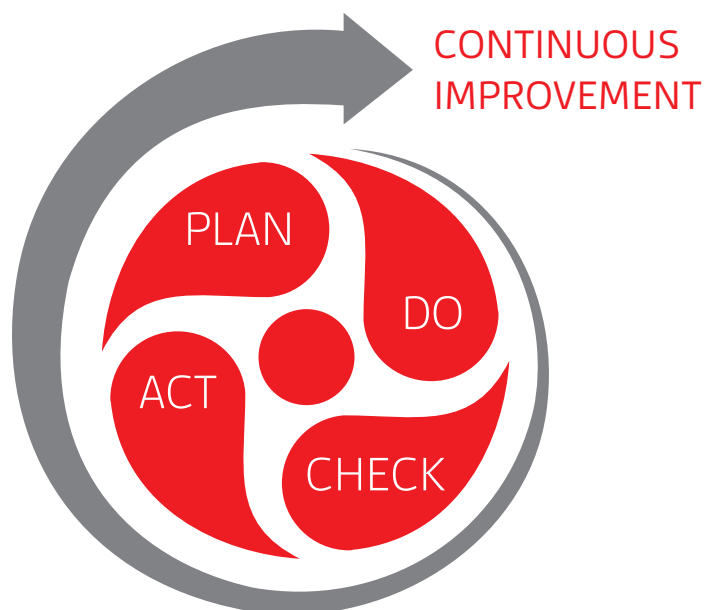 CONTINUOUS
IMPROVEMENT
PLAN
DO
ACT
CHECK